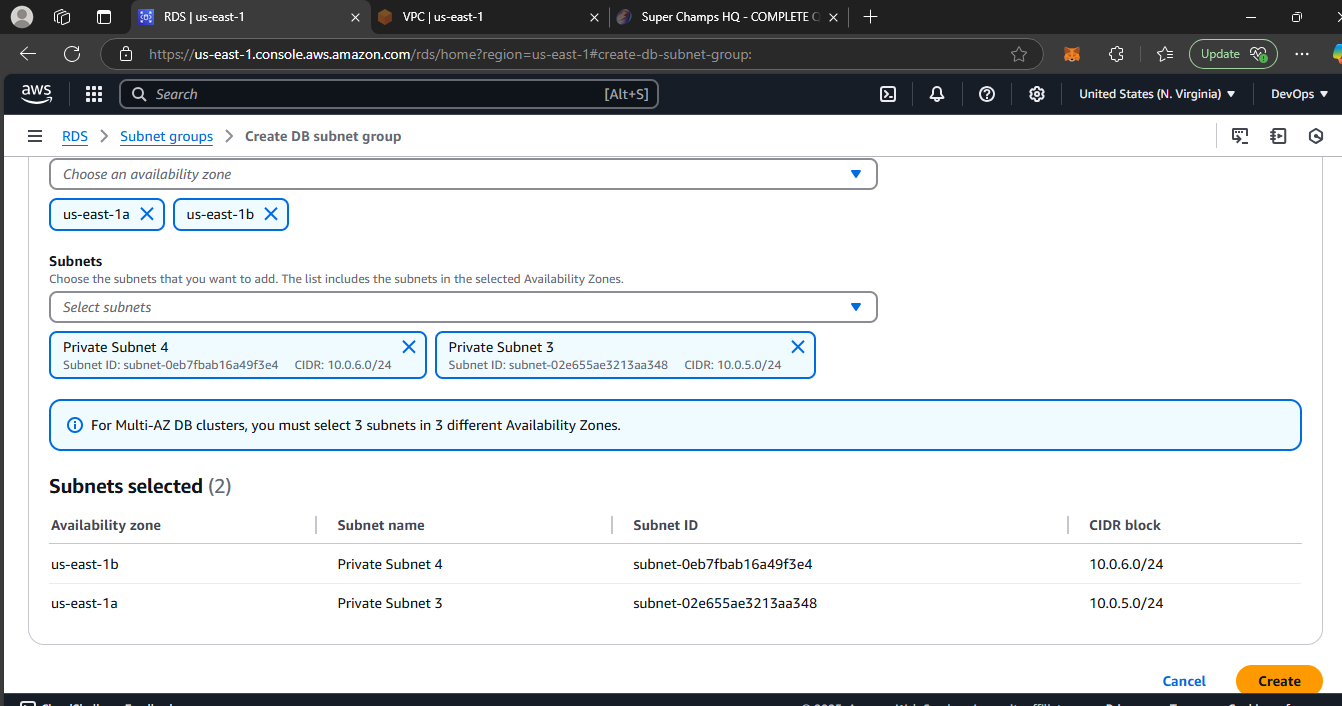 RDS | us-east-1
VPC | us-east-1
Super Champs HQ - COMPLETE
https://us-east-1.console.aws.amazon.com/rds/home?region=us-east-1#create-db-subnet-group:
Update
aws
Search
[Alt+S]
United States (N. Virginia)
DevOps
RDS
Subnet groups
Create DB subnet group
Choose an availability zone
us-east-1a
us-east-1b
Subnets
Choose the subnets that you want to add. The list includes the subnets in the selected Availability Zones.
Select subnets
Private Subnet 4
Subnet ID: subnet-0eb7fbab16a49f3e4 CIDR: 10.0.6.0/24
Private Subnet 3
Subnet ID: subnet-02e655ae3213aa348 CIDR: 10.0.5.0/24
For Multi-AZ DB clusters, you must select 3 subnets in 3 different Availability Zones.
Subnets selected (2)
Availability zone Subnet name Subnet ID CIDR block
us-east-1b Private Subnet 4 subnet-0eb7fbab16a49f3e4 10.0.6.0/24
us-east-1a Private Subnet 3 subnet-02e655ae3213aa348 10.0.5.0/24
Cancel
Create